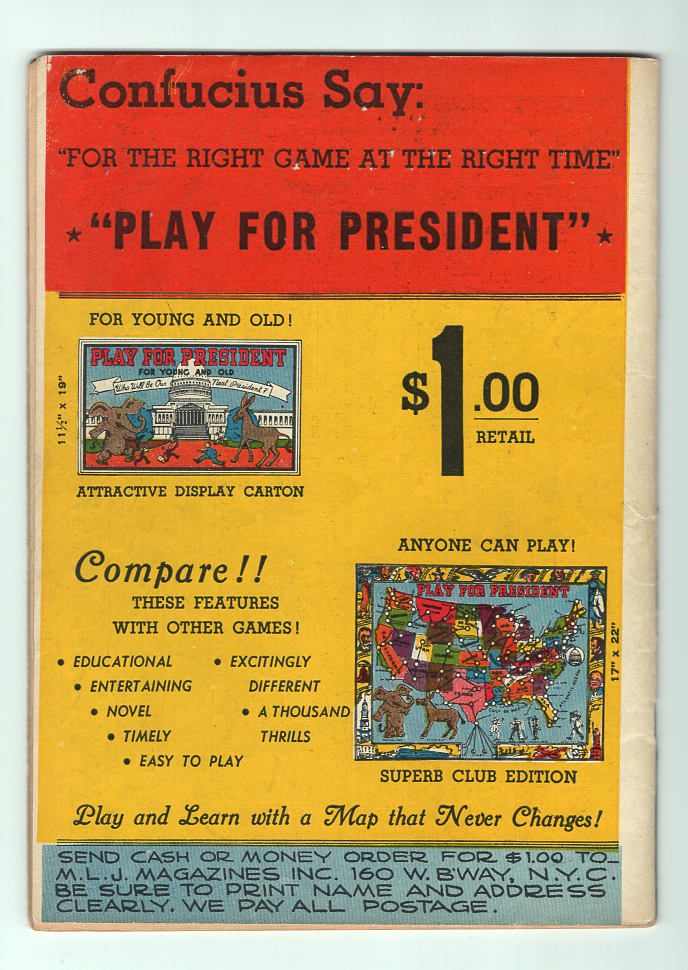 Confucius Say:
"FOR THE RIGHT GAME AT THE RIGHT TIME"
★ "PLAY FOR PRESIDENT" ★
FOR YOUNG AND OLD!
11½" x 19"
PLAY FOR PRESIDENT
FOR YOUNG AND OLD
Who Will Be Our Next President?
ATTRACTIVE DISPLAY CARTON
$1.00
RETAIL
ANYONE CAN PLAY!
PLAY FOR PRESIDENT
TEXAS
GULF OF MEXICO
17" x 22"
SUPERB CLUB EDITION
Compare!!
THESE FEATURES
WITH OTHER GAMES!
• EDUCATIONAL
• ENTERTAINING
• NOVEL
• TIMELY
• EASY TO PLAY
• EXCITINGLY
DIFFERENT
• A THOUSAND
THRILLS
Play and Learn with a Map that Never Changes!
SEND CASH OR MONEY ORDER FOR $1.00 TO_
M.L.J. MAGAZINES INC. 160 W. B'WAY, N.Y.C.
BE SURE TO PRINT NAME AND ADDRESS
CLEARLY. WE PAY ALL POSTAGE.